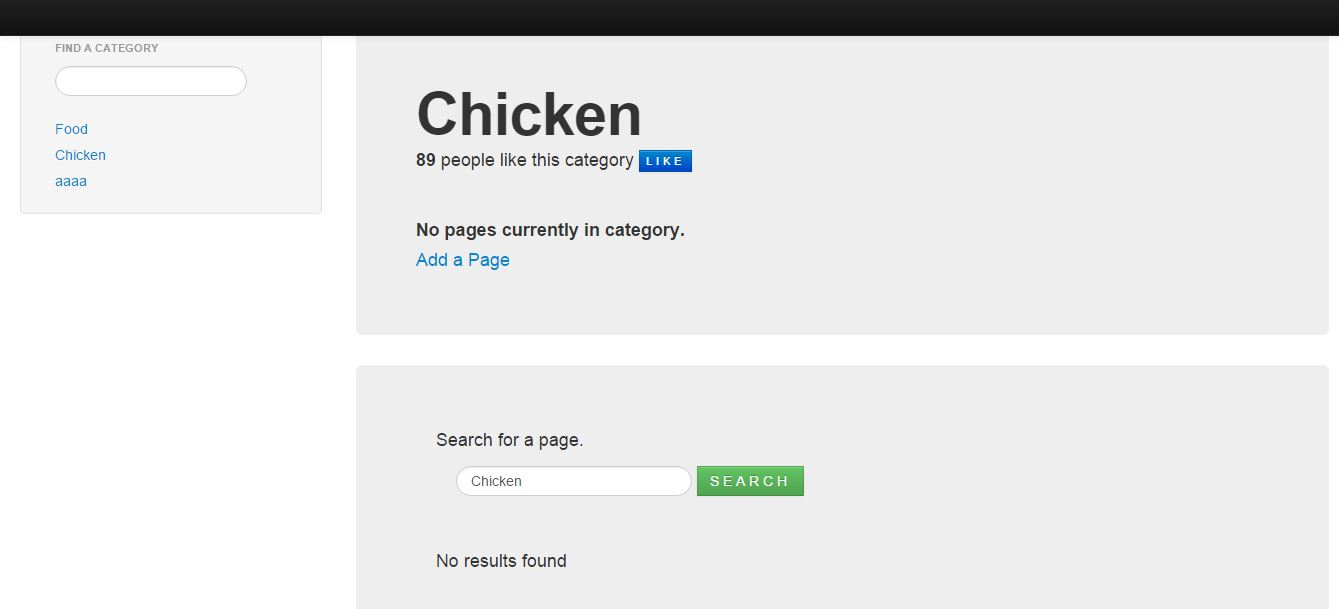 FIND A CATEGORY
Food
Chicken
aaaa
Chicken
89 people like this category LIKE
No pages currently in category.
Add a Page
Search for a page.
Chicken SEARCH
No results found